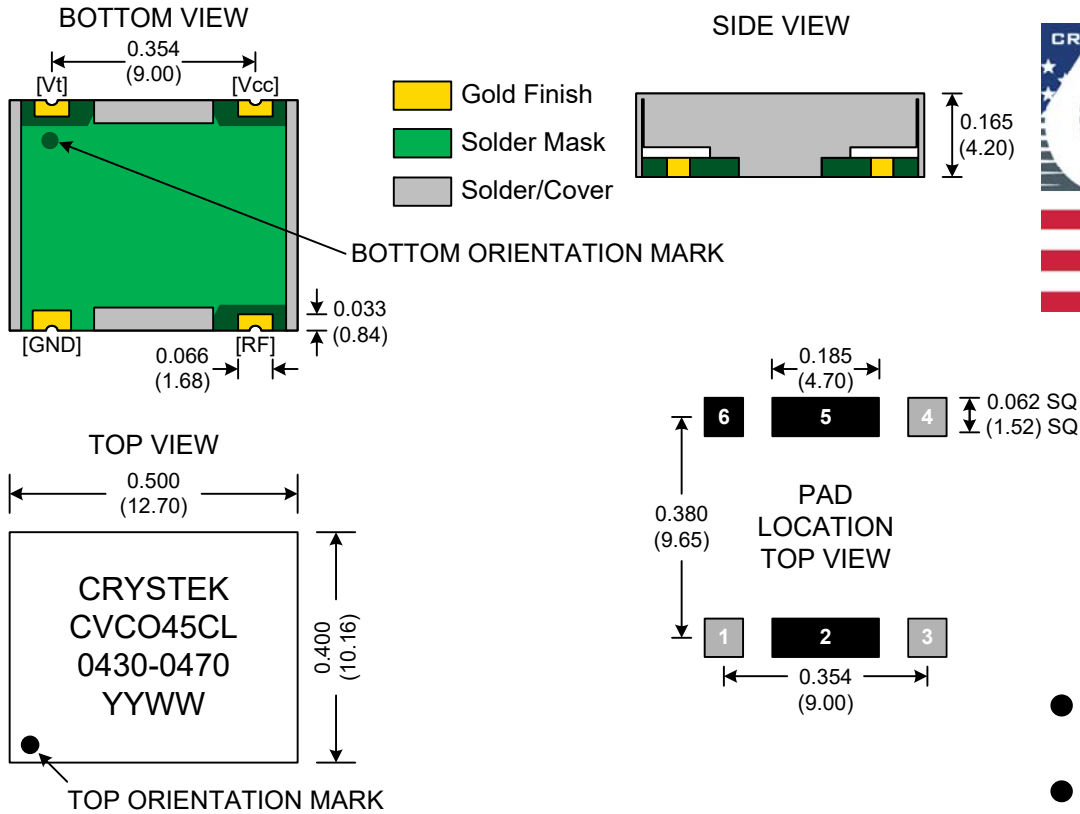 BOTTOM VIEW
0.354
(9.00)
[Vt]
[Vcc]
[GND]
[RF]
0.033
(0.84)
0.066
(1.68)
Gold Finish
Solder Mask
Solder/Cover
BOTTOM ORIENTATION MARK
SIDE VIEW
0.165
(4.20)
CR
TOP VIEW
0.500
(12.70)
CRYSTEK
CVCO45CL
0430-0470
YYWW
0.400
(10.16)
TOP ORIENTATION MARK
0.185
(4.70)
6
5
4
0.062 SQ
(1.52) SQ
0.380
(9.65)
PAD
LOCATION
TOP VIEW
1
2
3
0.354
(9.00)